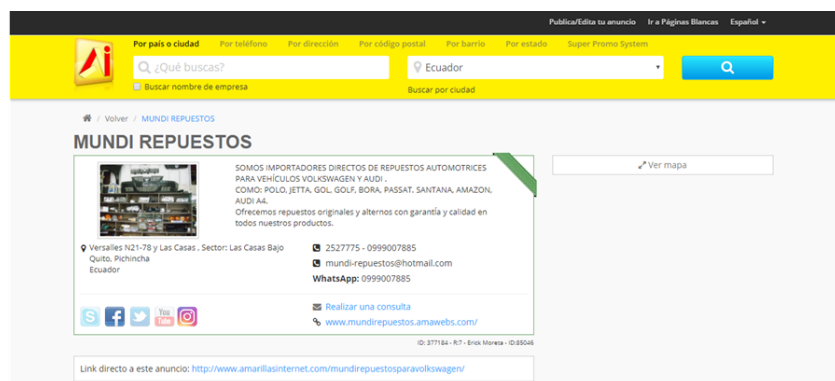 Publica/Edita tu anuncio Ir a Páginas Blancas Español
Por país o ciudad Por teléfono Por dirección Por código postal Por barrio Por estado Super Promo System
Ai
¿Qué buscas? Ecuador
Buscar nombre de empresa Buscar por ciudad
/ Volver / MUNDI REPUESTOS
MUNDI REPUESTOS
SOMOS IMPORTADORES DIRECTOS DE REPUESTOS AUTOMOTRICES
PARA VEHÍCULOS VOLKSWAGEN Y AUDI .
COMO: POLO, JETTA, GOL, GOLF, BORA, PASSAT, SANTANA, AMAZON,
AUDI A4.
Ofrecemos repuestos originales y alternos con garantía y calidad en
todos nuestros productos.
Ver mapa
Versalles N21-78 y Las Casas , Sector: Las Casas Bajo
Quito, Pichincha
Ecuador
2527775 - 0999007885
mundi-repuestos@hotmail.com
WhatsApp: 0999007885
You Tube
Realizar una consulta
www.mundirepuestos.amawebs.com/
ID: 377184 - R:7 - Erick Moreta - ID:85046
Link directo a este anuncio: http://www.amarillasinternet.com/mundirepuestosparavolkswagen/